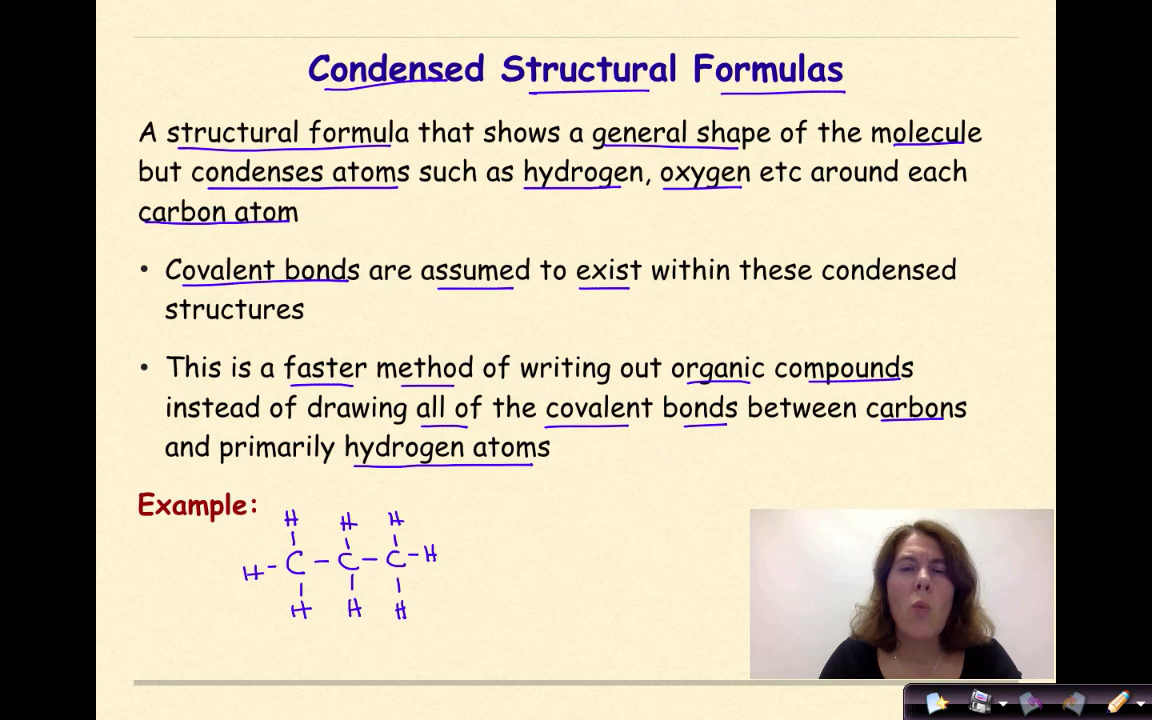 Condensed Structural Formulas
A structural formula that shows a general shape of the molecule
but condenses atoms such as hydrogen, oxygen etc around each
carbon atom
• Covalent bonds are assumed to exist within these condensed
structures
• This is a faster method of writing out organic compounds
instead of drawing all of the covalent bonds between carbons
and primarily hydrogen atoms
Example:
H H H
H - C - C - C - H
H H H